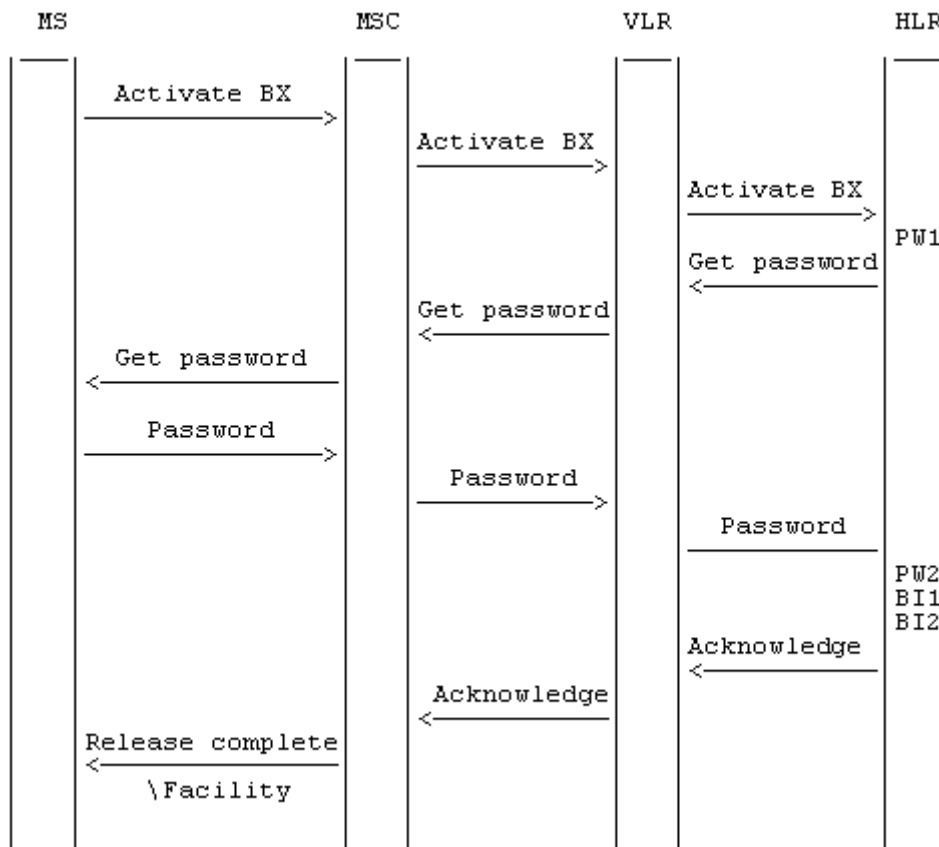 MS MSC VLR HLR
Activate BX
Activate BX
Activate BX
PW1
Get password
Get password
Get password
Password
Password
Password
PW2
BI1
BI2
Acknowledge
Acknowledge
Release complete
\Facility